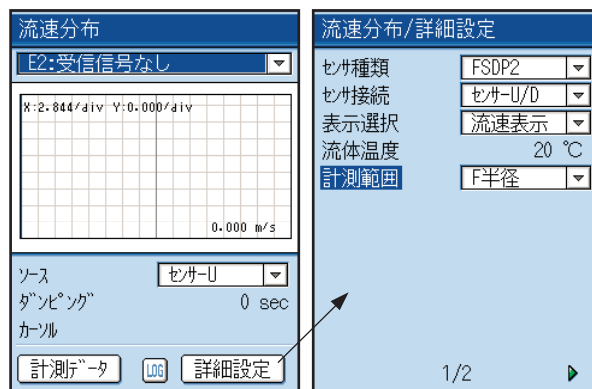 流速分布
E2:受信信号なし
X:2.844/div Y:0.000/div
0.000 m/s
ソース センサーU
ダンピング 0 sec
カーソル
計測データ LOG 詳細設定
流速分布/詳細設定
センサ種類 FSDP2
センサ接続 センサーU/D
表示選択 流速表示
流体温度 20 ℃
計測範囲 F半径
1/2